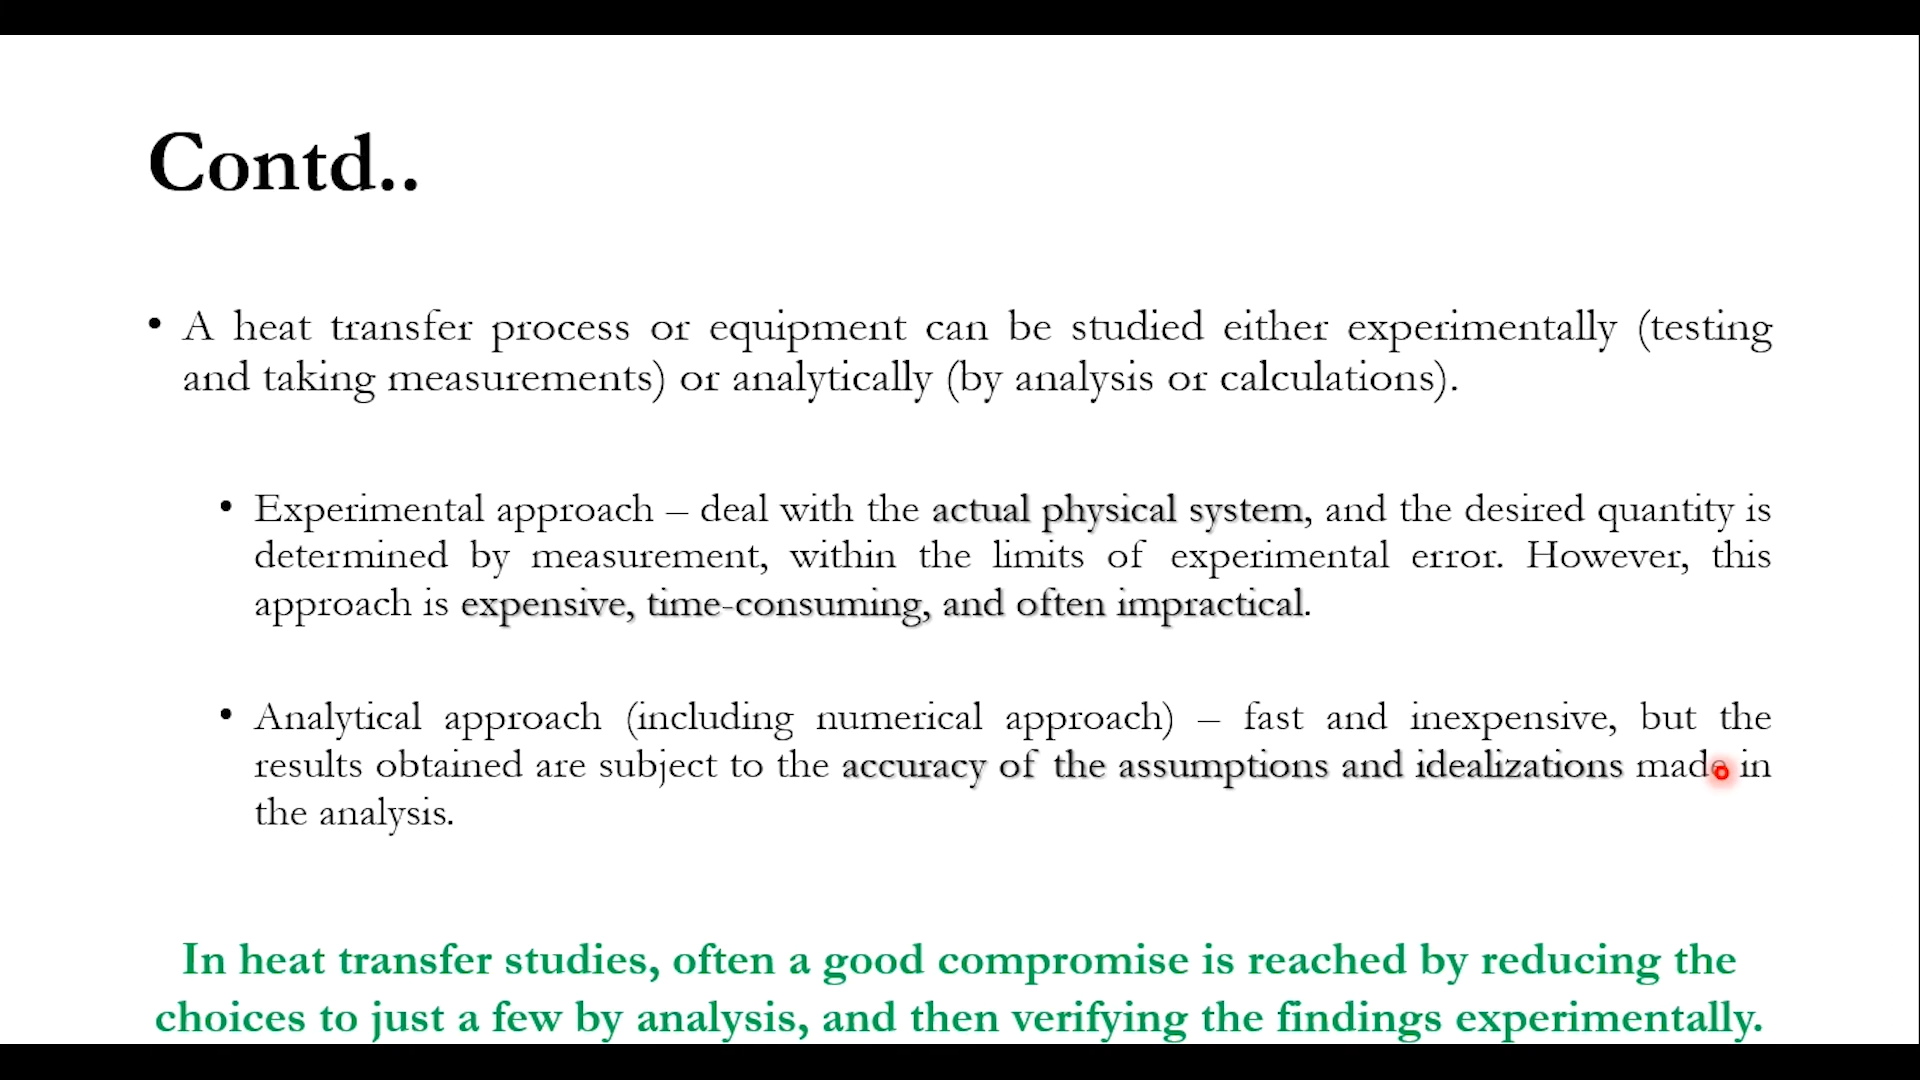 Contd..
• A heat transfer process or equipment can be studied either experimentally (testing
and taking measurements) or analytically (by analysis or calculations).
• Experimental approach – deal with the actual physical system, and the desired quantity is
determined by measurement, within the limits of experimental error. However, this
approach is expensive, time-consuming, and often impractical.
• Analytical approach (including numerical approach) – fast and inexpensive, but the
results obtained are subject to the accuracy of the assumptions and idealizations made in
the analysis.
In heat transfer studies, often a good compromise is reached by reducing the
choices to just a few by analysis, and then verifying the findings experimentally.